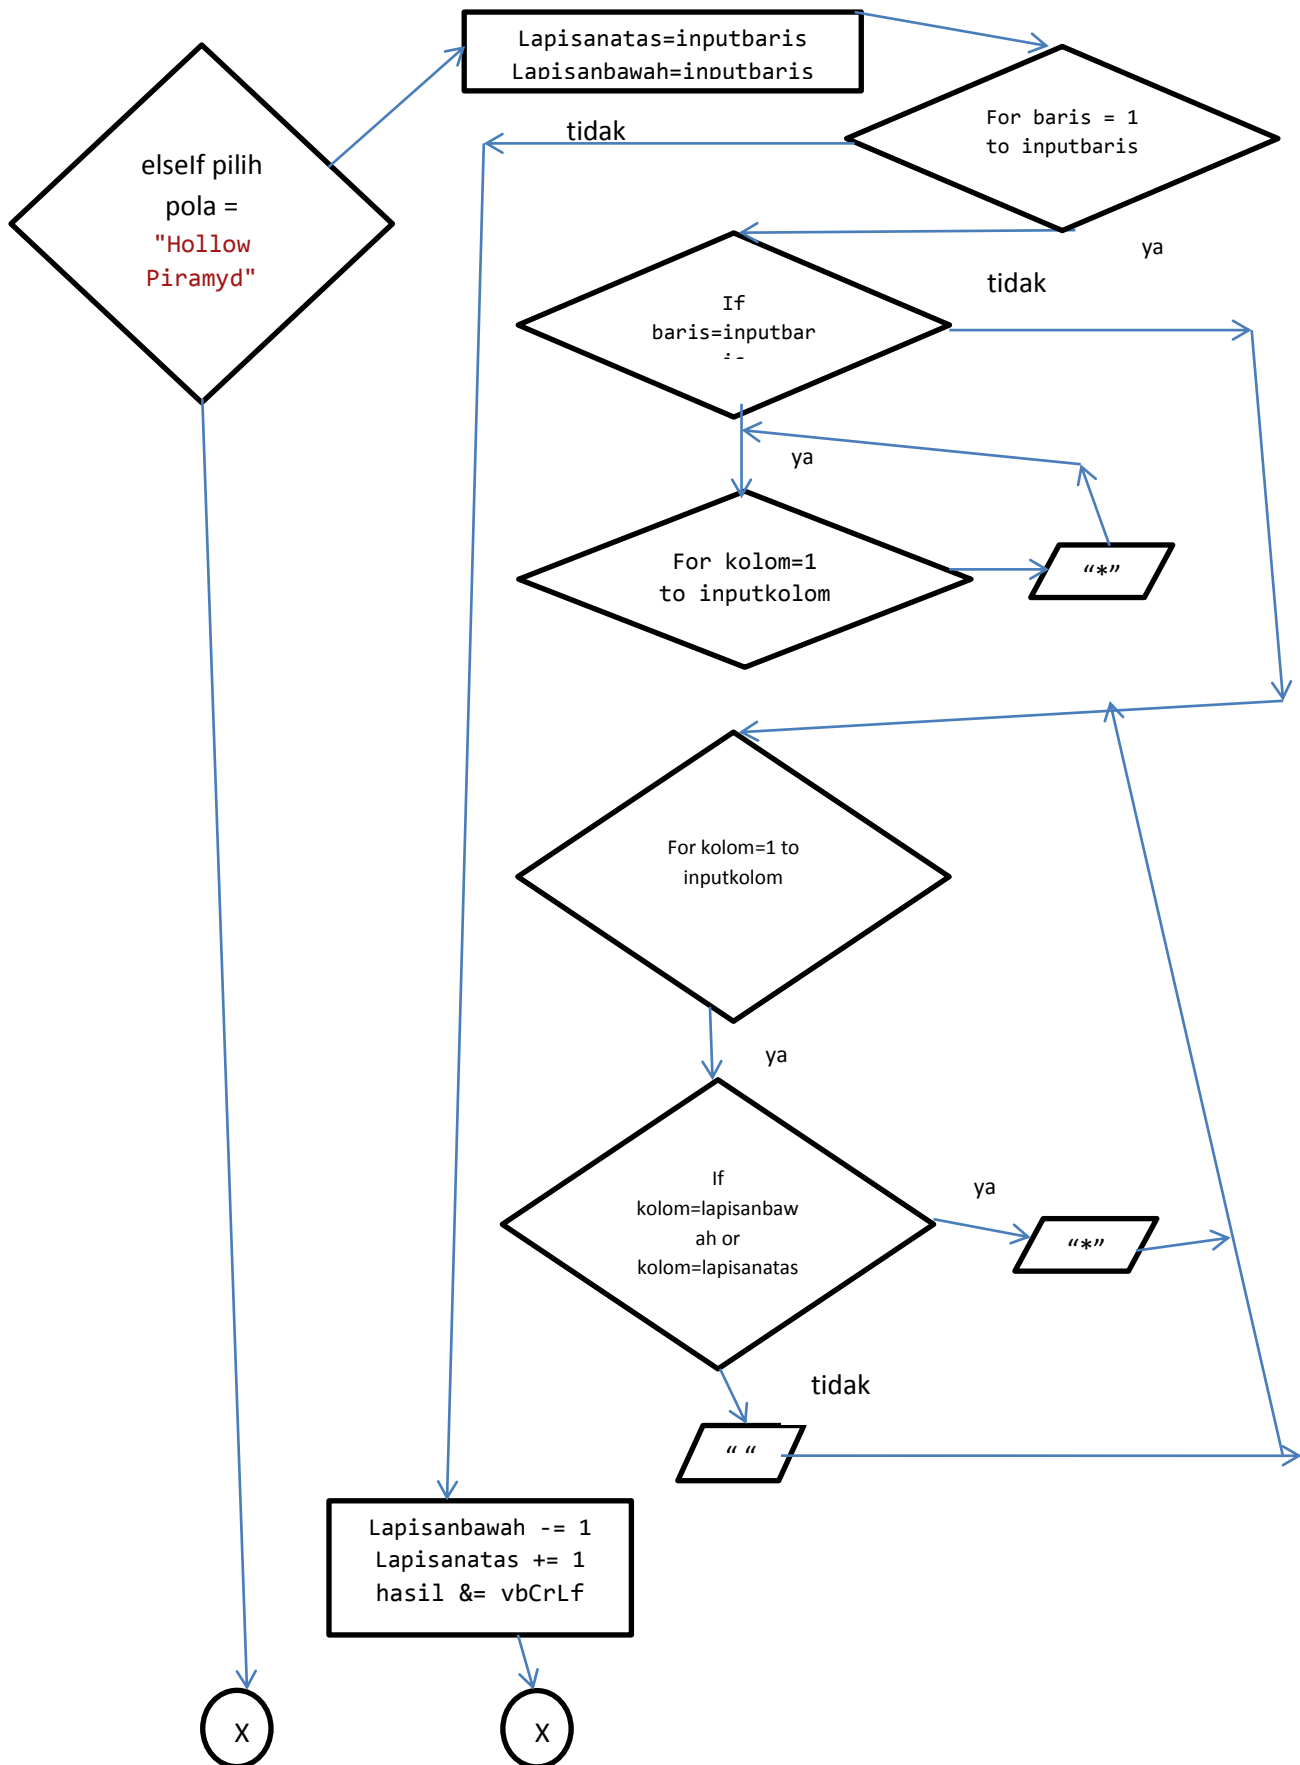 Lapisanatas=inputbaris
Lapisanbawah=inputbaris
For baris = 1
to inputbaris
tidak
elseIf pilih
pola =
"Hollow
Piramyd"
ya
tidak
If
baris=inputbar
is
ya
For kolom=1
to inputkolom
“*”
For kolom=1 to
inputkolom
ya
If
kolom=lapisanbaw
ah or
kolom=lapisanatas
ya
“*”
tidak
“ “
Lapisanbawah -= 1
Lapisanatas += 1
hasil &= vbCrLf
X
X